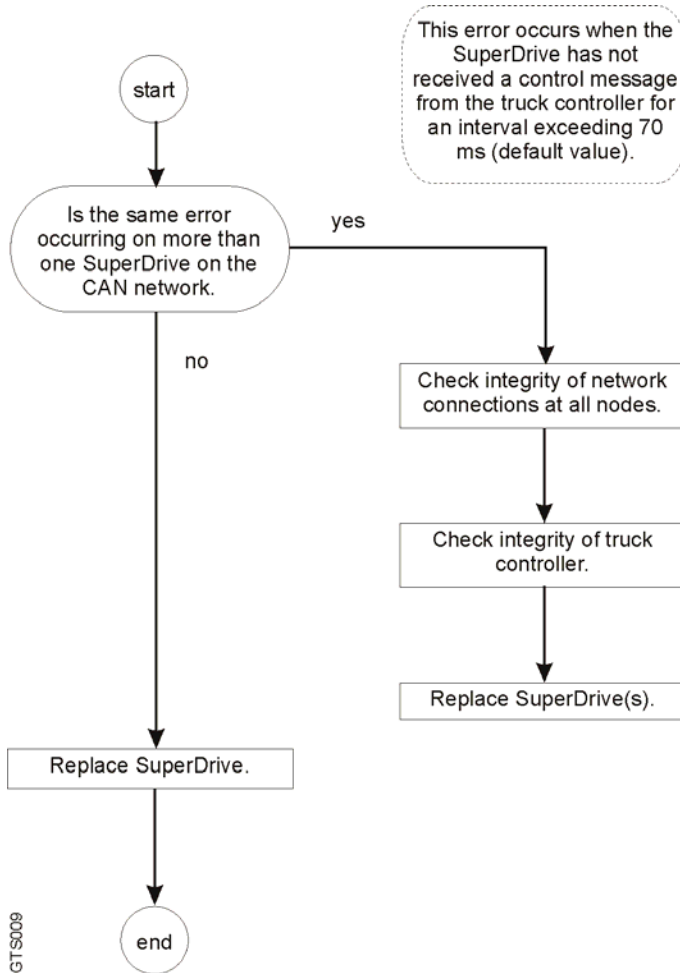 This error occurs when the
SuperDrive has not
received a control message
from the truck controller for
an interval exceeding 70
ms (default value).
start
Is the same error
occurring on more than
one SuperDrive on the
CAN network.
yes
no
Check integrity of network
connections at all nodes.
Check integrity of truck
controller.
Replace SuperDrive(s).
Replace SuperDrive.
end
GTS009